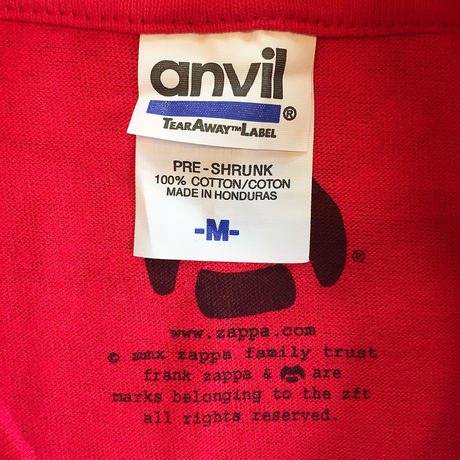 anvil
®
TEARAWAY™LABEL
PRE-SHRUNK
100% COTTON/COTON
MADE IN HONDURAS
-M-
®
www.zappa.com
© mmx zappa family trust
frank zappa & are
marks belonging to the zft
all rights reserved.